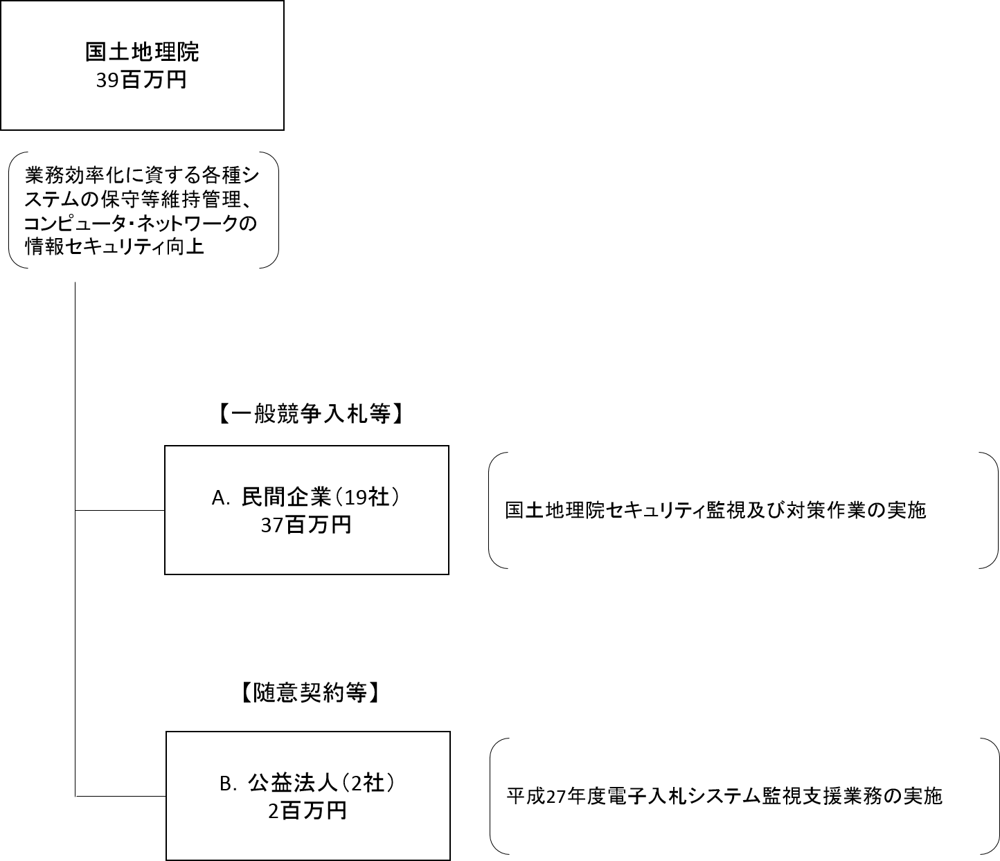 国土地理院
39百万円
業務効率化に資する各種シ
ステムの保守等維持管理、
コンピュータ・ネットワークの
情報セキュリティ向上
【一般競争入札等】
A. 民間企業（19社）
37百万円
国土地理院セキュリティ監視及び対策作業の実施
【随意契約等】
B. 公益法人（2社）
2百万円
平成27年度電子入札システム監視支援業務の実施